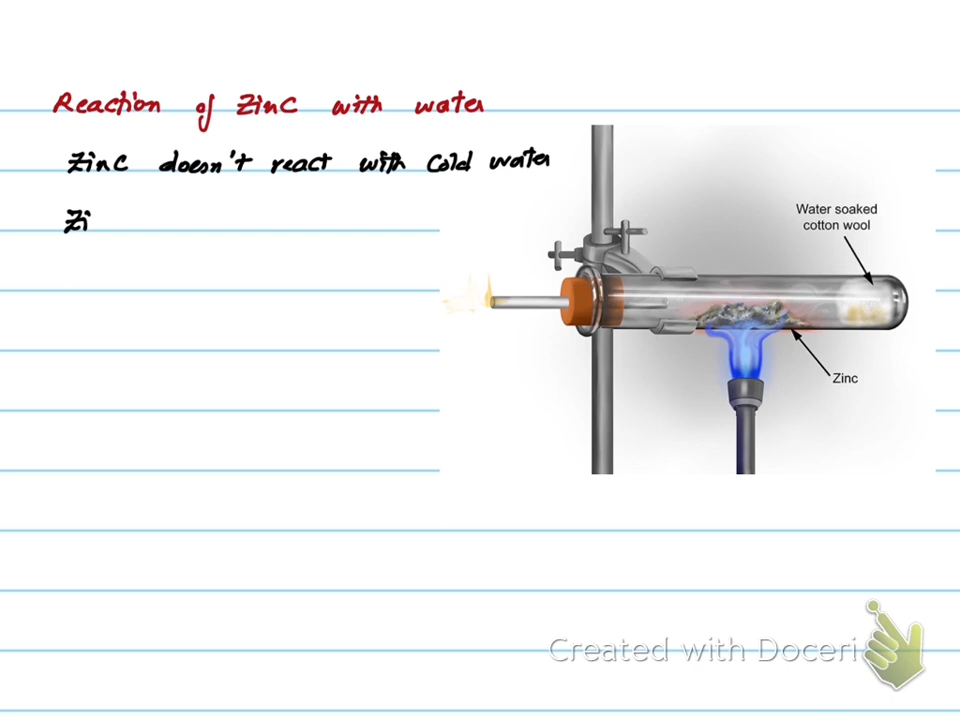 Reaction of Zinc with water
Zinc doesn't react with cold water
Zi
Water soaked
cotton wool
Zinc
Created with Doceri